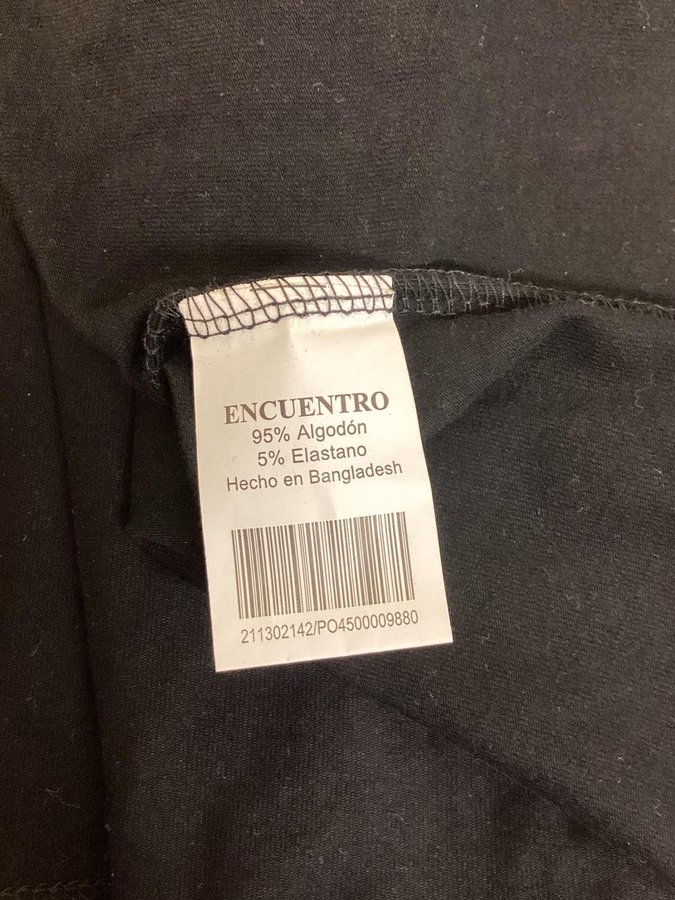 ENCUENTRO
95% Algodón
5% Elastano
Hecho en Bangladesh
211302142/PO4500009880